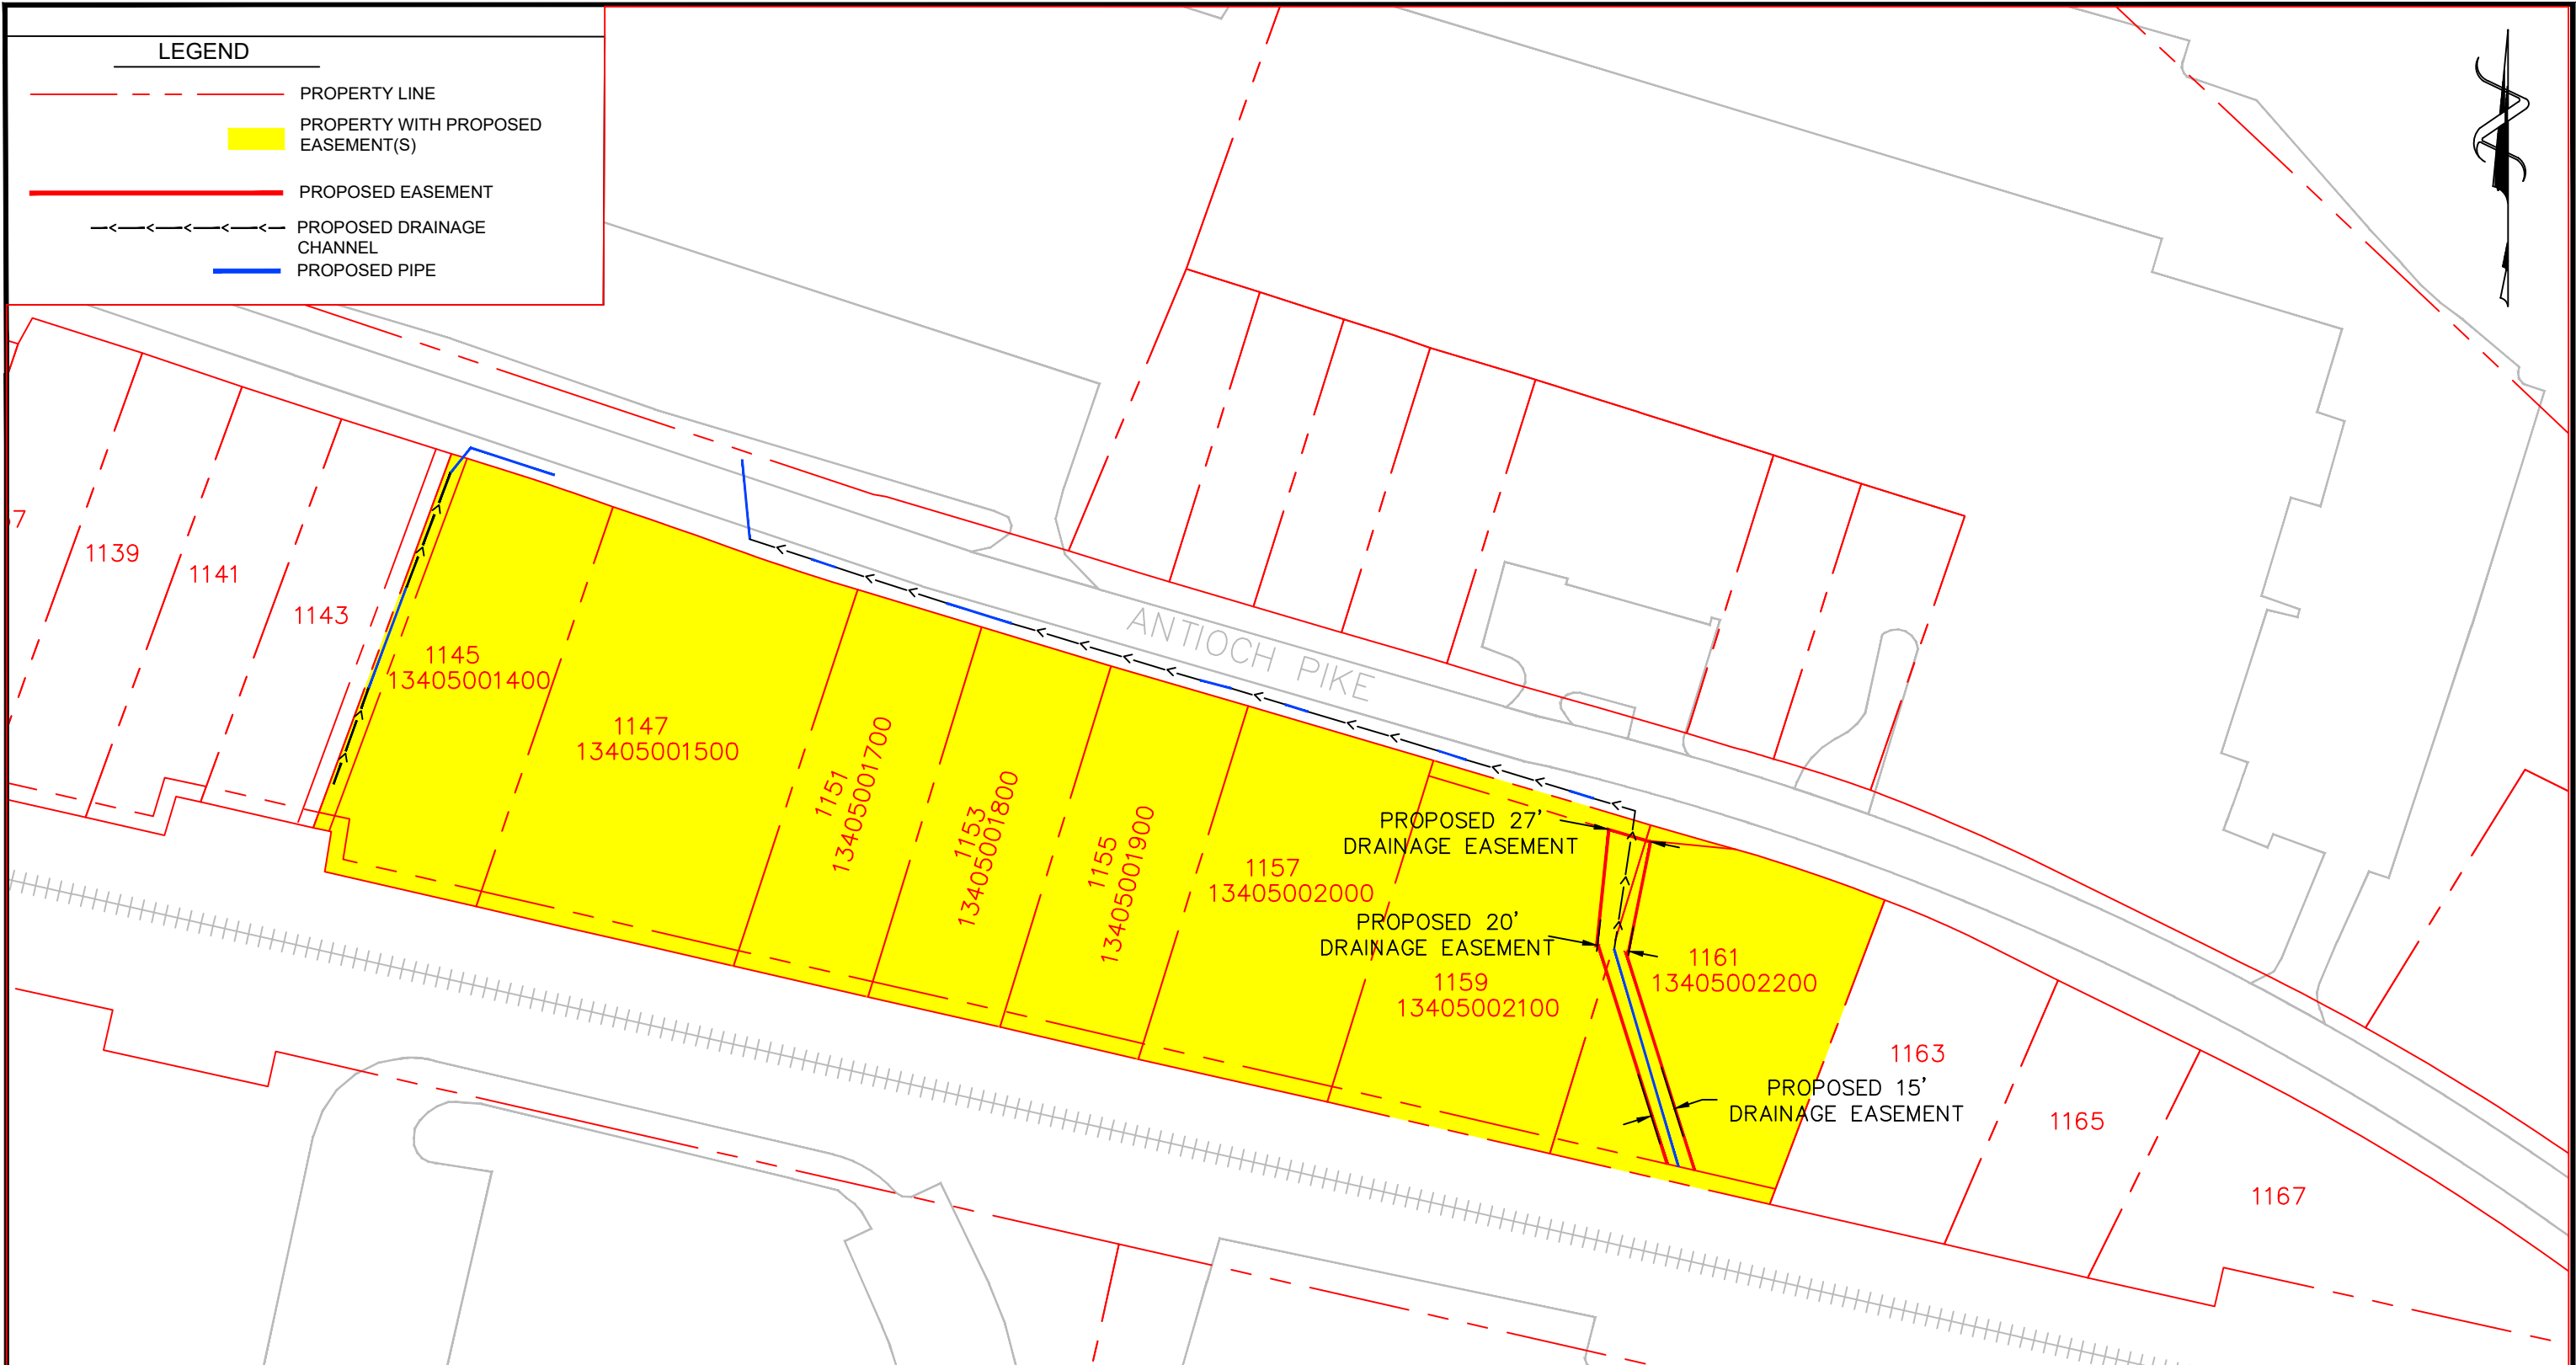 LEGEND
PROPERTY LINE
PROPERTY WITH PROPOSED
EASEMENT(S)
PROPOSED EASEMENT
PROPOSED DRAINAGE
CHANNEL
PROPOSED PIPE
7
1139
1141
1143
1145
13405001400
1147
13405001500
1151
13405001700
1153
13405001800
1155
13405001900
1157
13405002000
ANTIOCH PIKE
PROPOSED 27'
DRAINAGE EASEMENT
PROPOSED 20'
DRAINAGE EASEMENT
1159
13405002100
1161
13405002200
1163
PROPOSED 15'
DRAINAGE EASEMENT
1165
1167